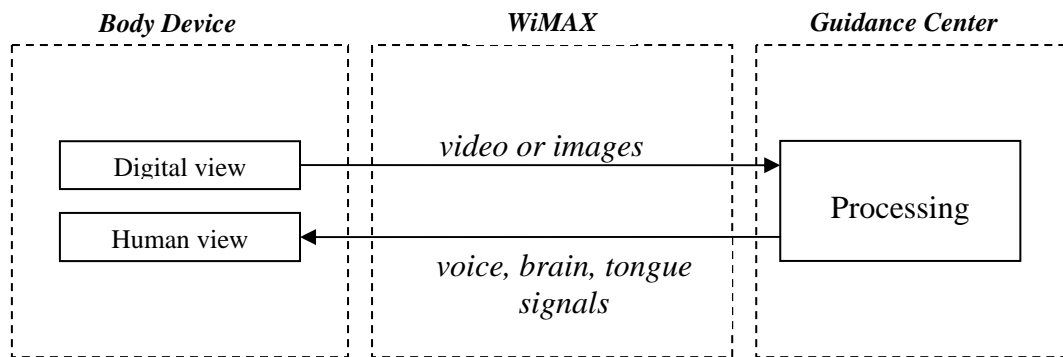 Body Device
WiMAX
Guidance Center
Digital view
video or images
Processing
Human view
voice, brain, tongue
signals